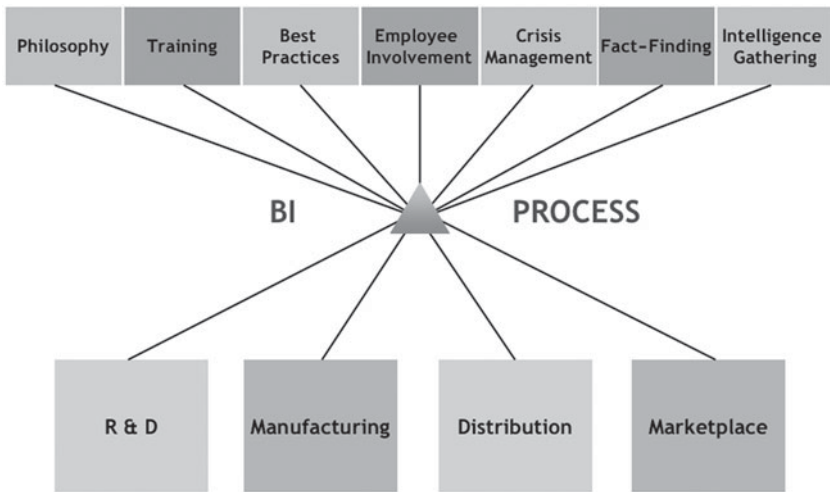 Philosophy
Training
Best
Practices
Employee
Involvement
Crisis
Management
Fact-Finding
Intelligence
Gathering
BI
PROCESS
R & D
Manufacturing
Distribution
Marketplace